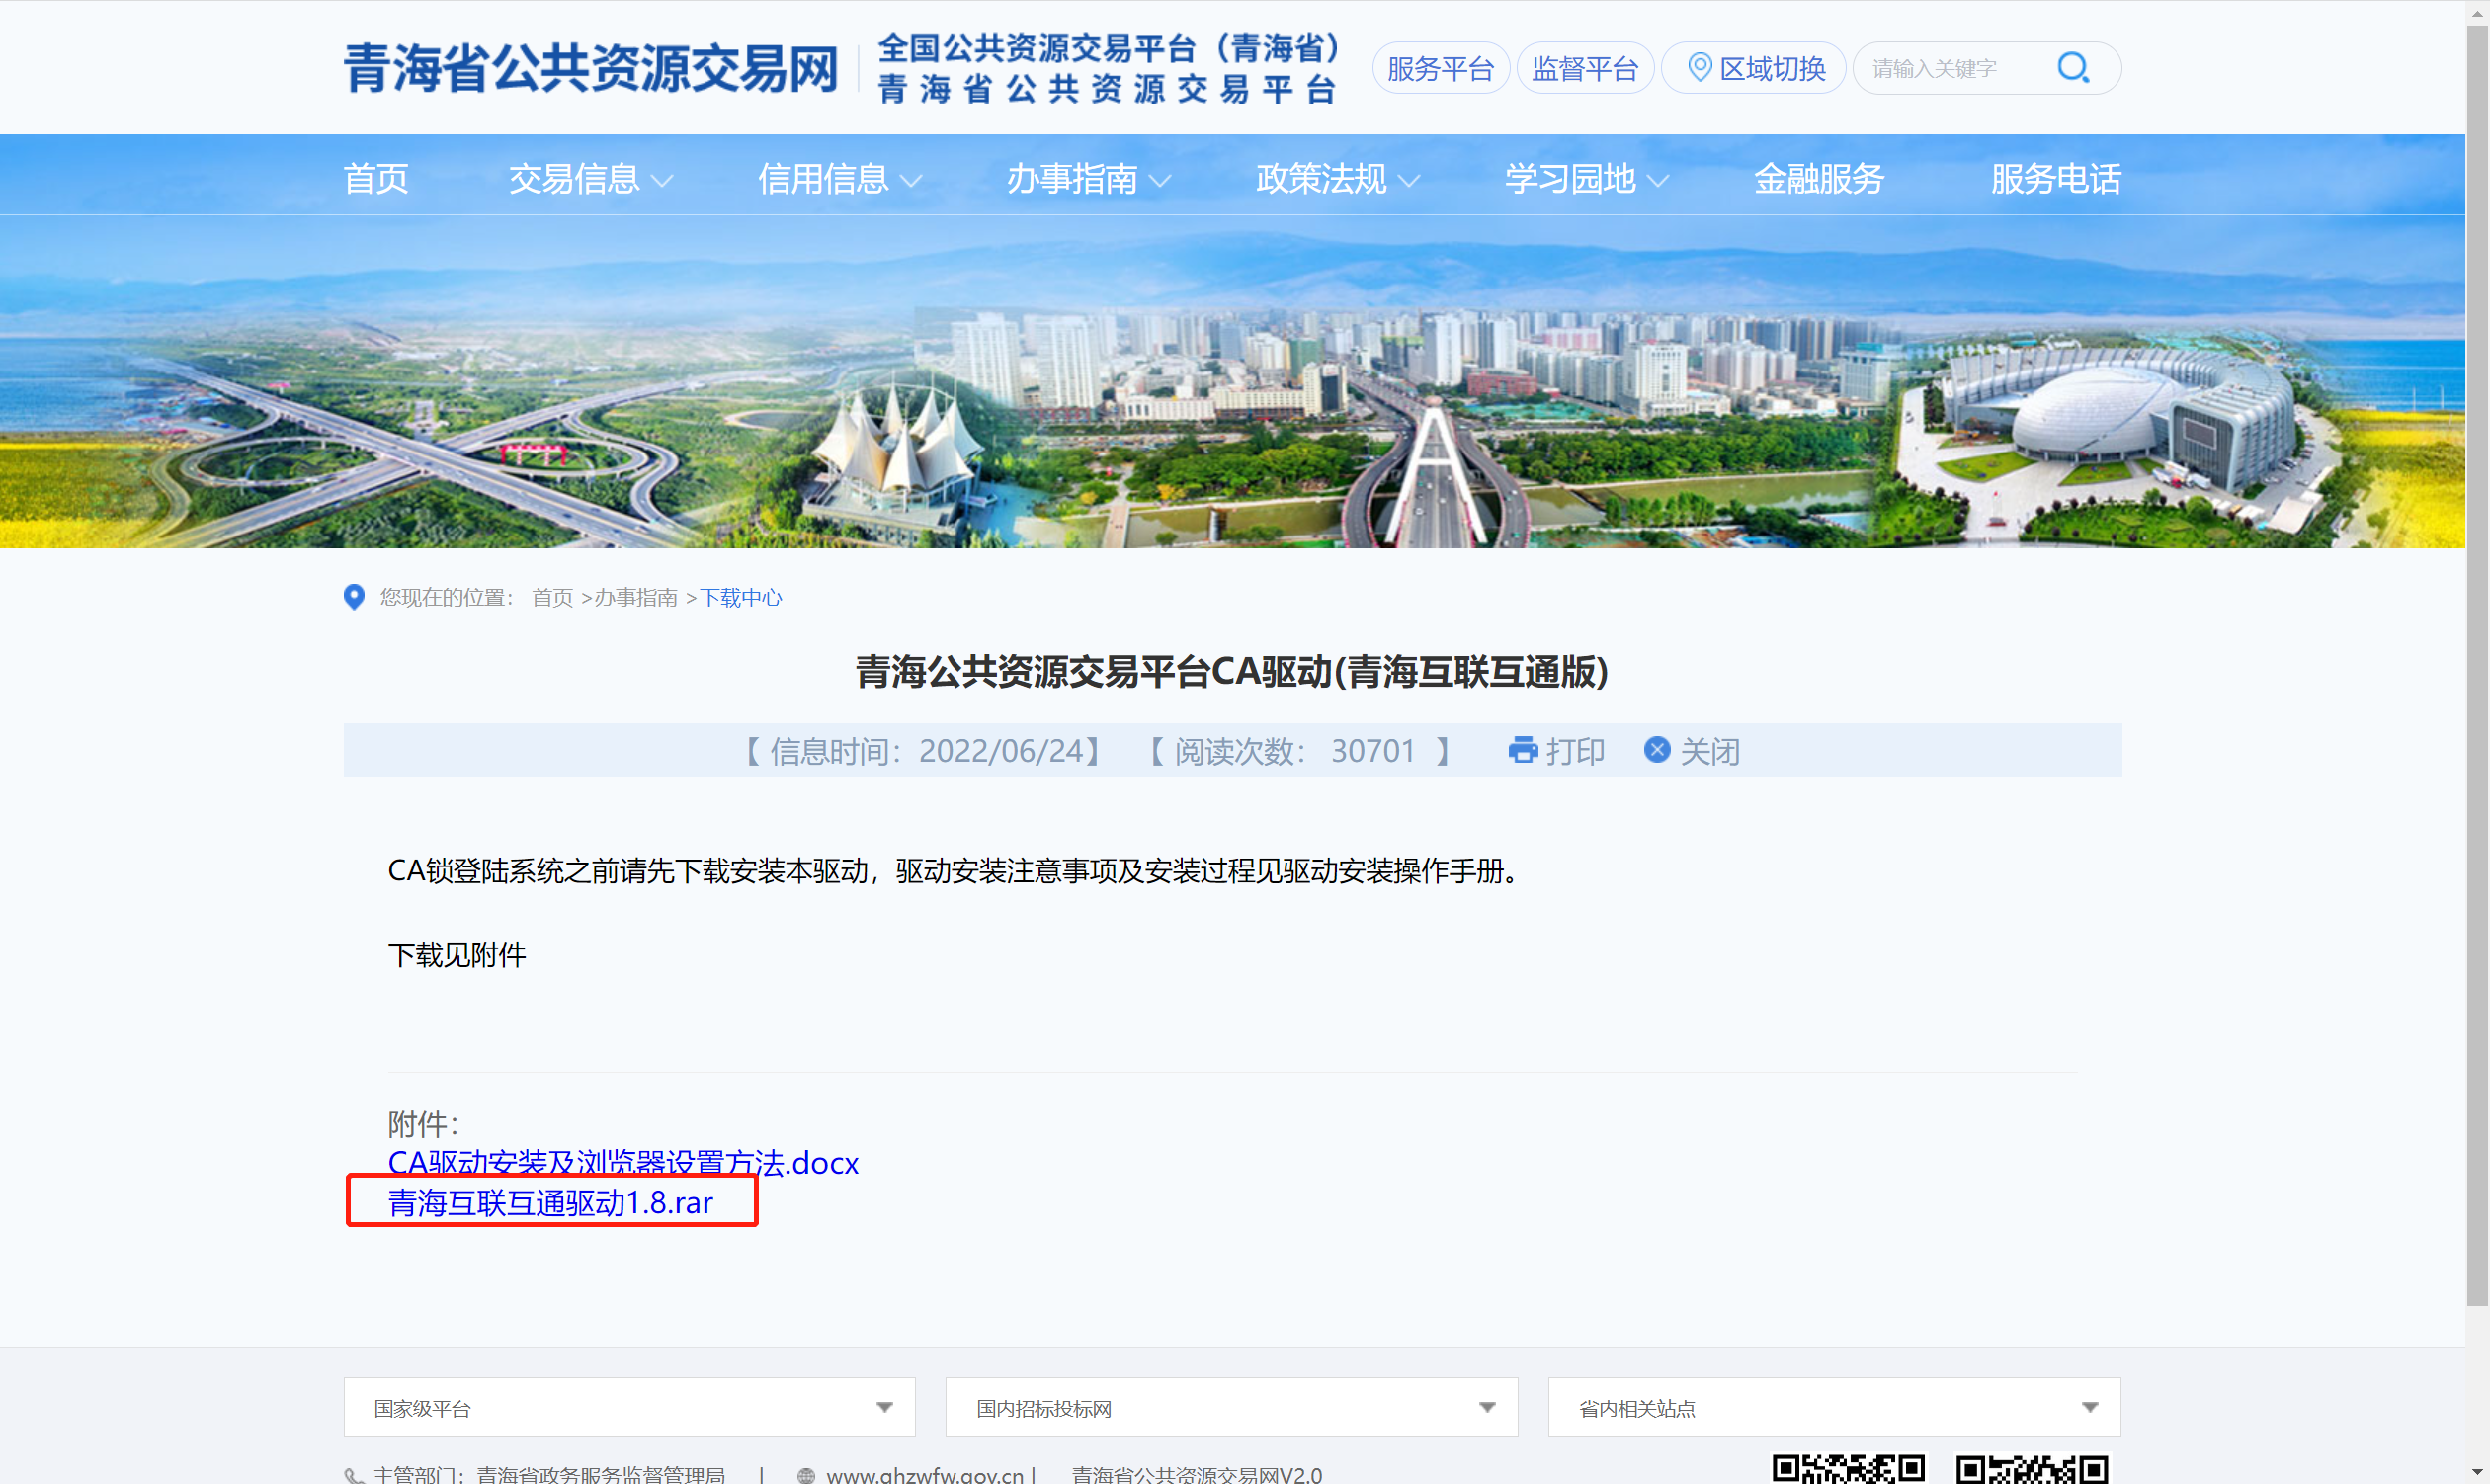 青海省公共资源交易网
全国公共资源交易平台（青海省）
青海省公共资源交易平台
服务平台 监督平台 区域切换 请输入关键字
首页 交易信息 信用信息 办事指南 政策法规 学习园地 金融服务 服务电话
您现在的位置： 首页 >办事指南 >下载中心
青海公共资源交易平台CA驱动(青海互联互通版)
【 信息时间：2022/06/24】 【 阅读次数： 30701 】 打印 关闭
CA锁登陆系统之前请先下载安装本驱动，驱动安装注意事项及安装过程见驱动安装操作手册。
下载见附件
附件：
CA驱动安装及浏览器设置方法.docx
青海互联互通驱动1.8.rar
国家级平台 国内招标投标网 省内相关站点
主管部门：青海省政务服务监督管理局 | www.qhzwfw.gov.cn | 青海省公共资源交易网V2.0